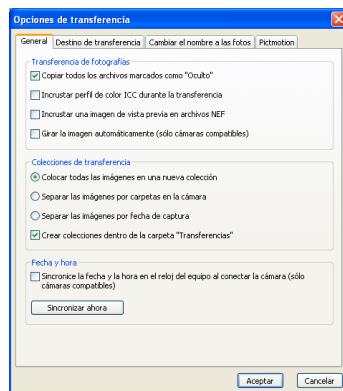 Opciones de transferencia
General
Destino de transferencia
Cambiar el nombre a las fotos
Pictmotion
Transferencia de fotografías
Copiar todos los archivos marcados como "Oculto"
Incrustar perfil de color ICC durante la transferencia
Incrustar una imagen de vista previa en archivos NEF
Girar la imagen automáticamente (sólo cámaras compatibles)
Colecciones de transferencia
Colocar todas las imágenes en una nueva colección
Separar las imágenes por carpetas en la cámara
Separar las imágenes por fecha de captura
Crear colecciones dentro de la carpeta "Transferencias"
Fecha y hora
Sincronice la fecha y la hora en el reloj del equipo al conectar la cámara (sólo
cámaras compatibles)
Sincronizar ahora
Aceptar
Cancelar